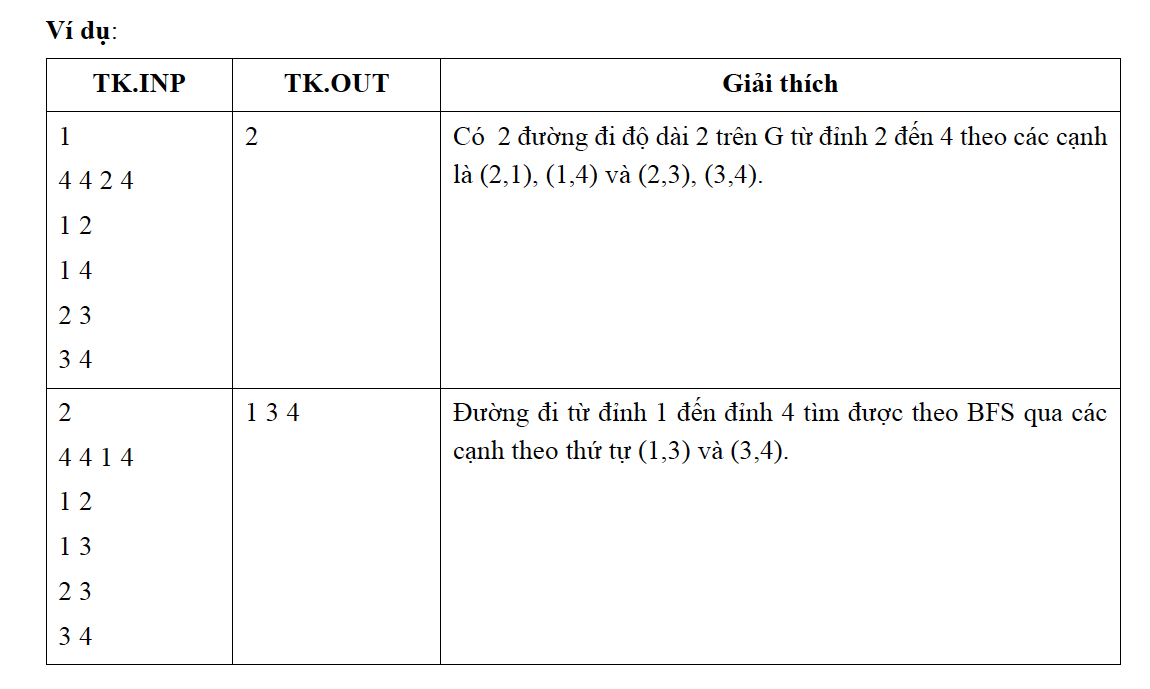 Ví dụ:
TK.INP TK.OUT Giải thích
1
4 4 2 4
1 2
1 4
2 3
3 4
2
Có 2 đường đi độ dài 2 trên G từ đỉnh 2 đến 4 theo các cạnh
là (2,1), (1,4) và (2,3), (3,4).
2
4 4 1 4
1 2
1 3
2 3
3 4
1 3 4
Đường đi từ đỉnh 1 đến đỉnh 4 tìm được theo BFS qua các
cạnh theo thứ tự (1,3) và (3,4).